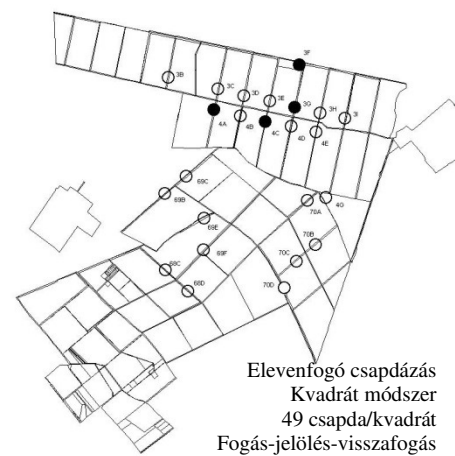 3F
3B
3C
3D
3E
3G
3H
3I
4A
4B
4C
4D
4E
69C
69B
69E
69F
68C
68D
70A
4G
70B
70C
70D
Elevenfogó csapdázás
Kvadrát módszer
49 csapda/kvadrát
Fogás-jelölés-visszafogás